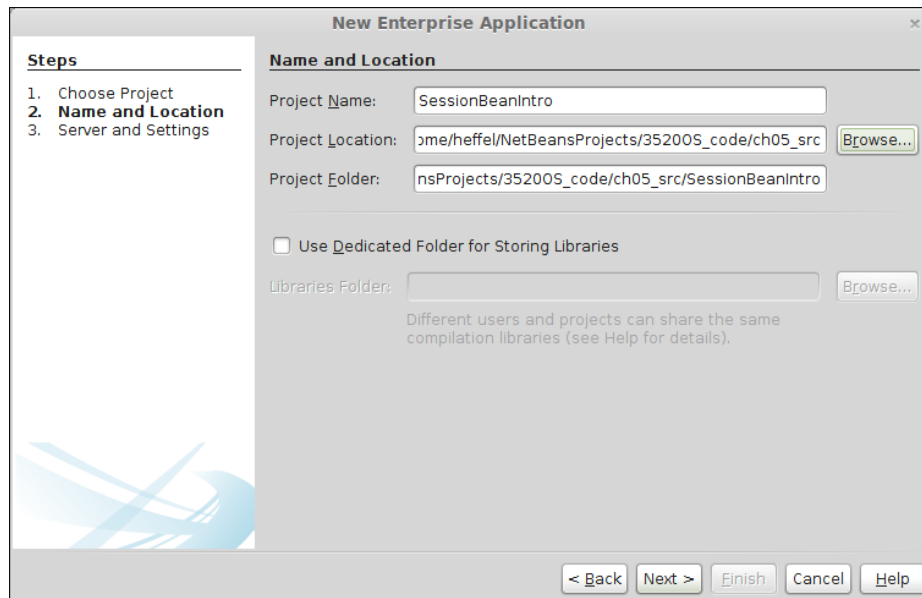 New Enterprise Application
Steps
1. Choose Project
2. Name and Location
3. Server and Settings
Name and Location
Project Name: SessionBeanIntro
Project Location: ome/heffel/NetBeansProjects/3520OS_code/ch05_src Browse...
Project Folder: nsProjects/3520OS_code/ch05_src/SessionBeanIntro
Use Dedicated Folder for Storing Libraries
Libraries Folder: Browse...
Different users and projects can share the same
compilation libraries (see Help for details).
< Back Next > Finish Cancel Help